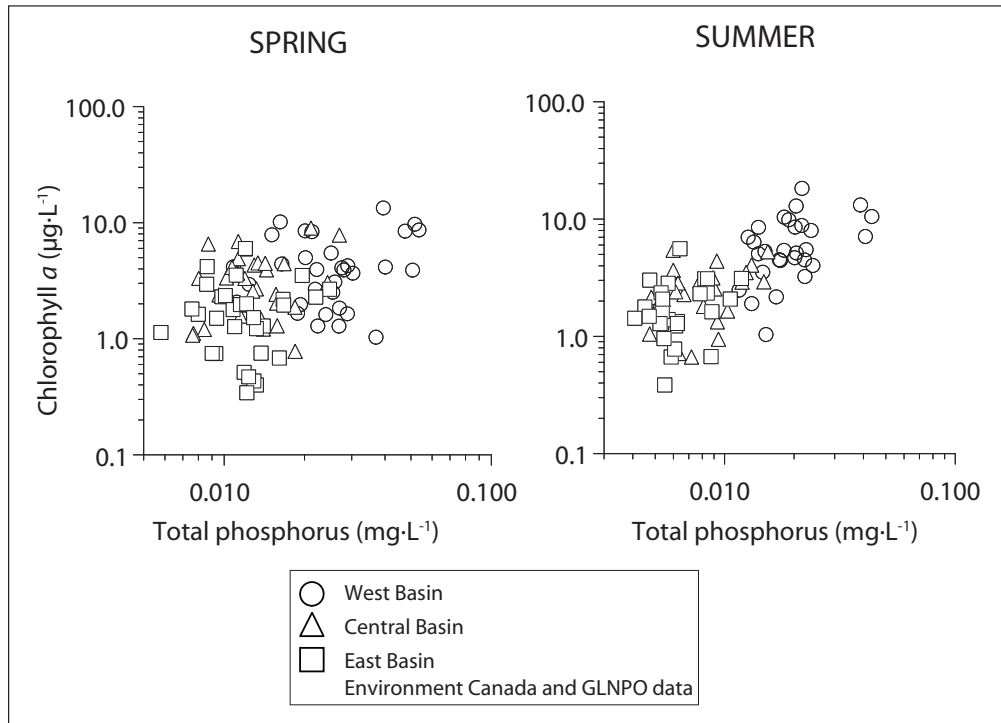 SPRING
SUMMER
100.0
10.0
1.0
0.1
Chlorophyll a (µg·L⁻¹)
0.010
0.100
Total phosphorus (mg·L⁻¹)
100.0
10.0
1.0
0.1
0.010
0.100
Total phosphorus (mg·L⁻¹)
West Basin
Central Basin
East Basin
Environment Canada and GLNPO data